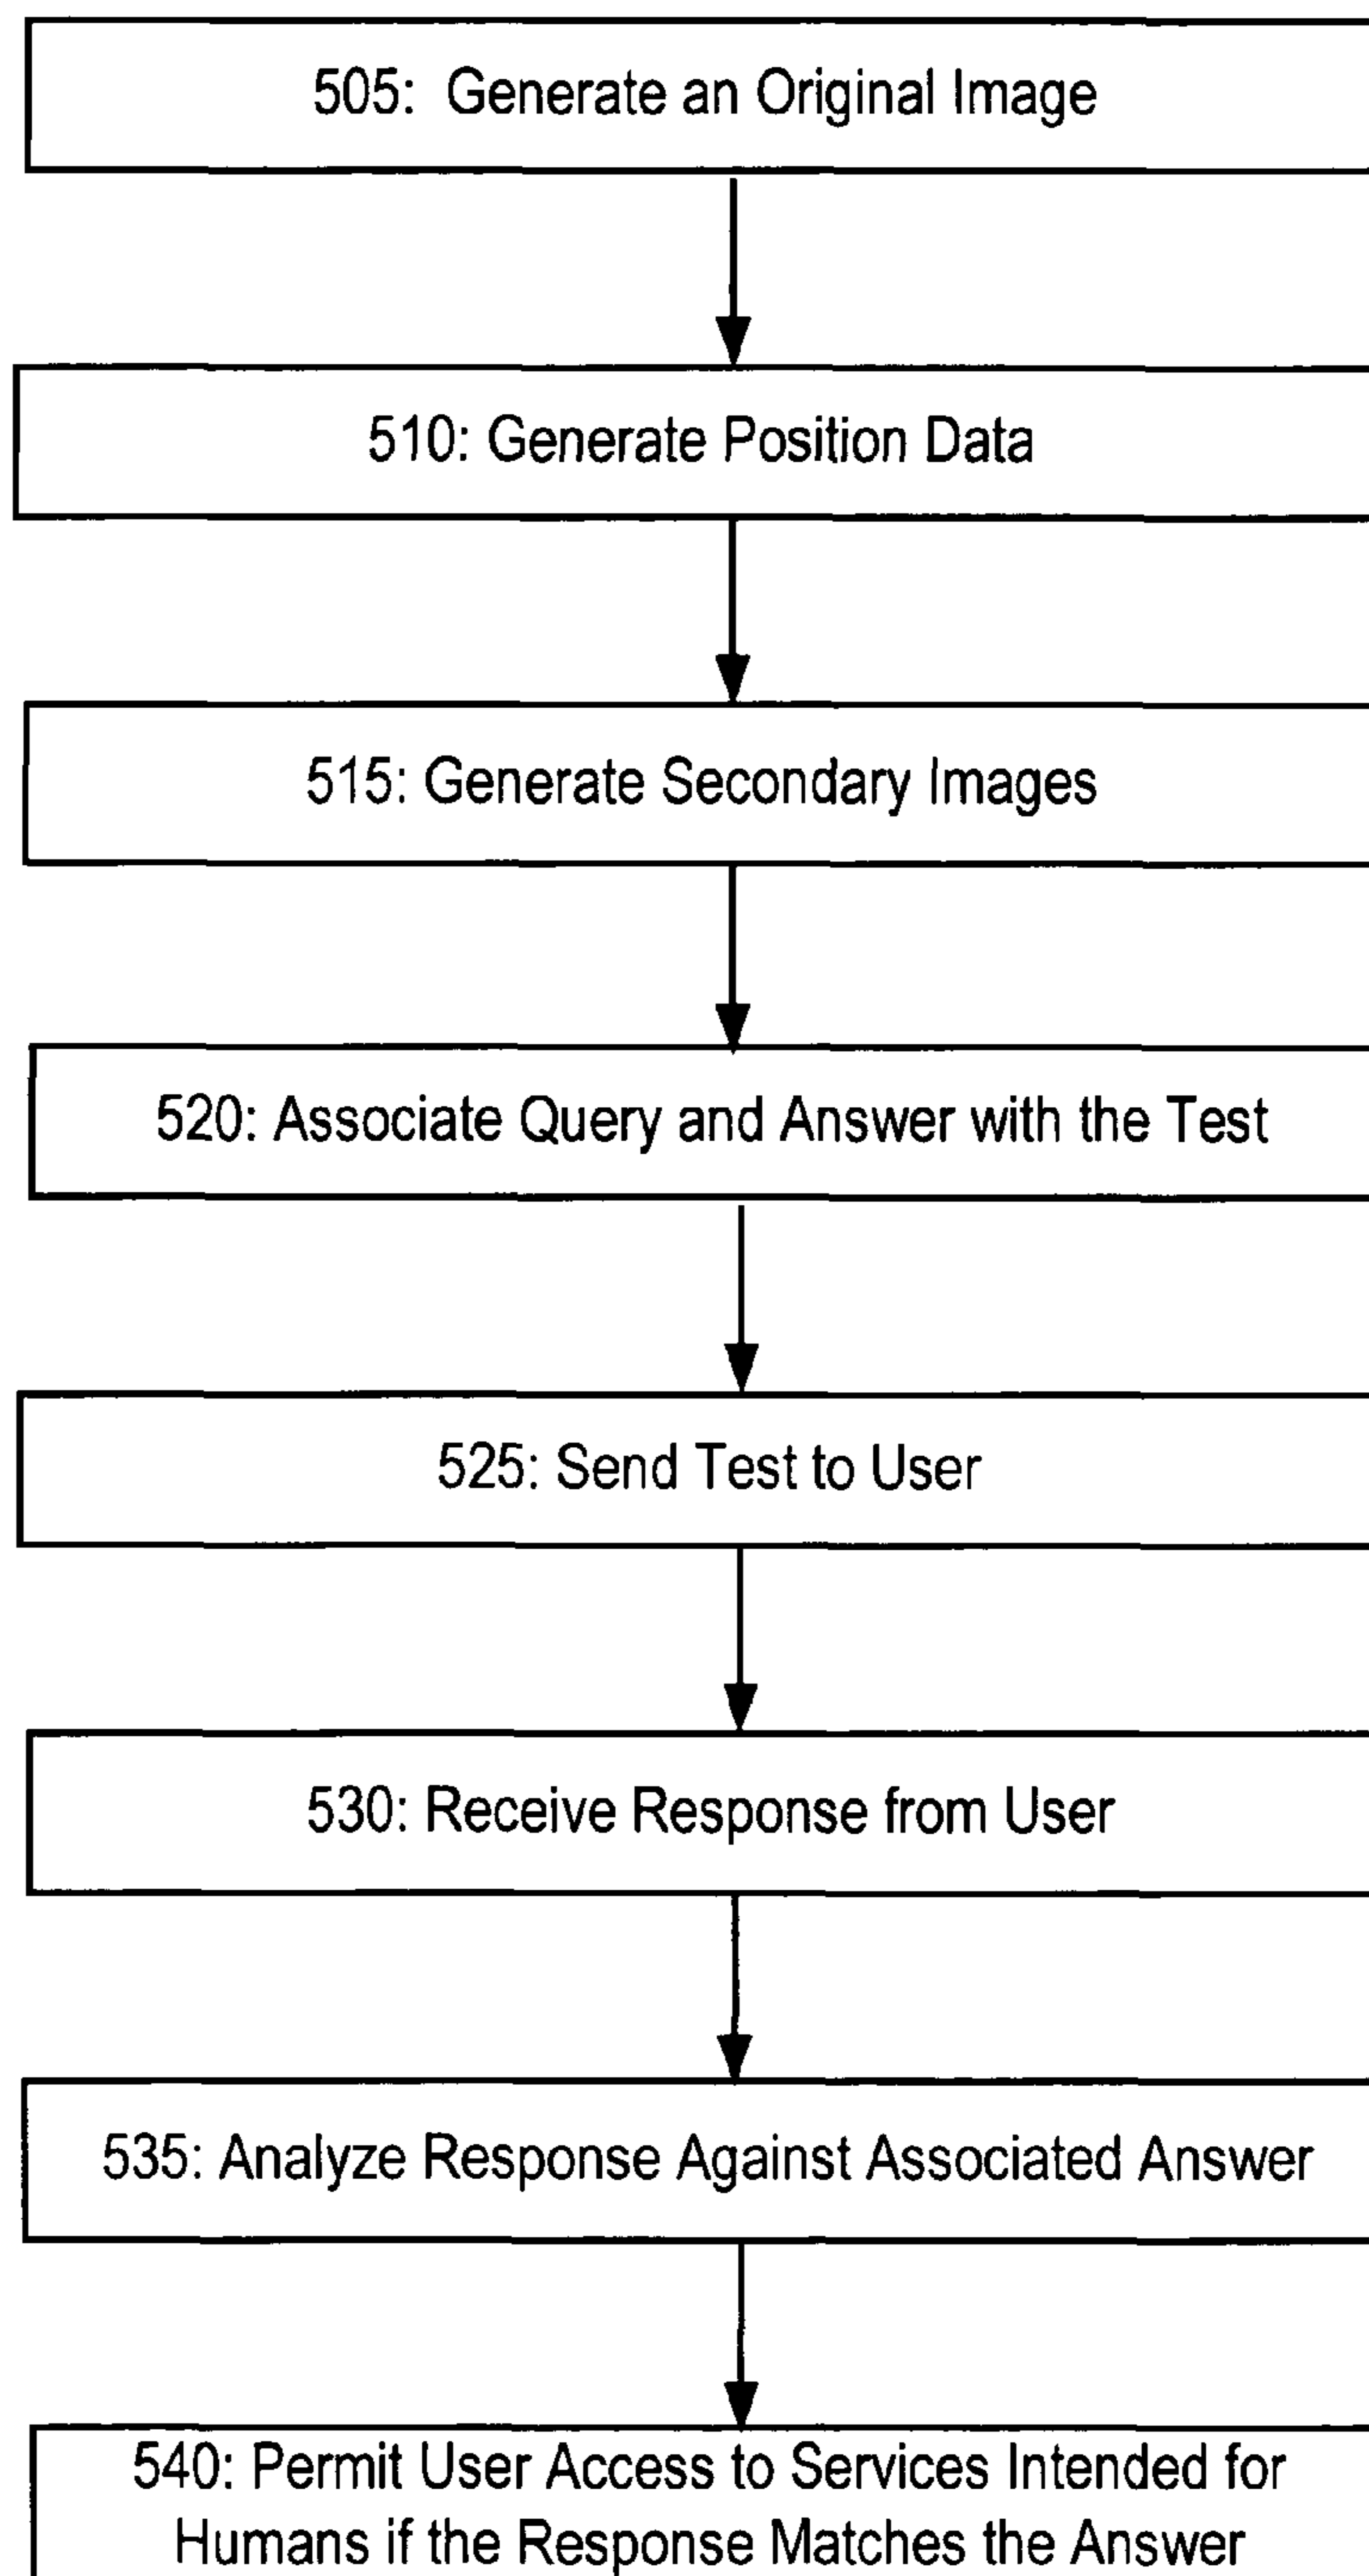 505: Generate an Original Image
510: Generate Position Data
515: Generate Secondary Images
520: Associate Query and Answer with the Test
525: Send Test to User
530: Receive Response from User
535: Analyze Response Against Associated Answer
540: Permit User Access to Services Intended for
Humans if the Response Matches the Answer